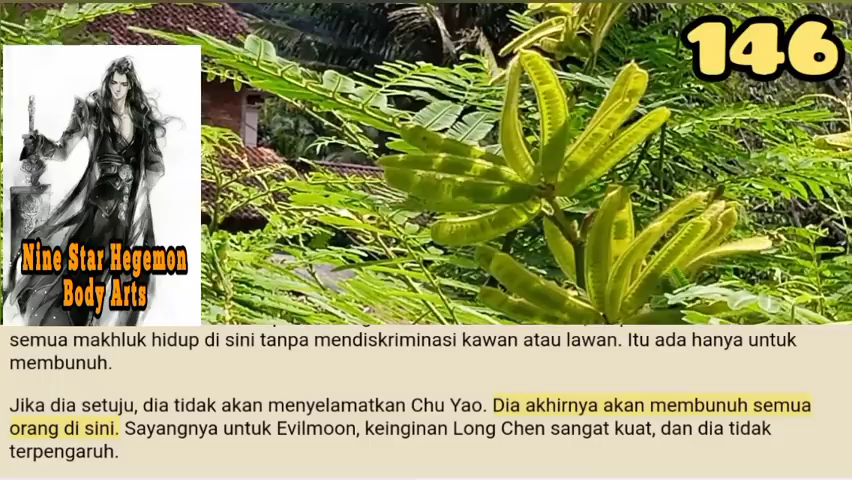 146
Nine Star Hegemon
Body Arts
semua makhluk hidup di sini tanpa mendiskriminasi kawan atau lawan. Itu ada hanya untuk
membunuh.
Jika dia setuju, dia tidak akan menyelamatkan Chu Yao. Dia akhirnya akan membunuh semua
orang di sini. Sayangnya untuk Evilmoon, keinginan Long Chen sangat kuat, dan dia tidak
terpengaruh.